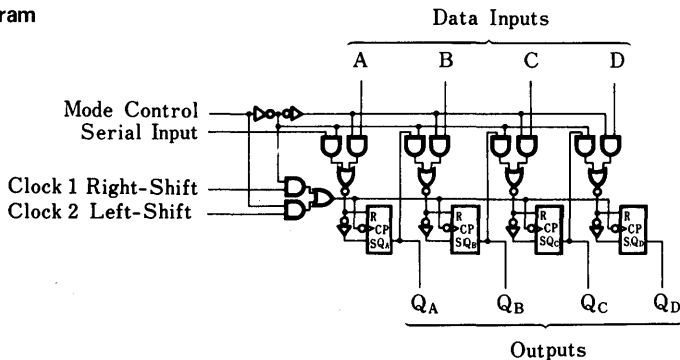 ram
Data Inputs
A B C D
Mode Control
Serial Input
Clock 1 Right-Shift
Clock 2 Left-Shift
R R R R
CP CP CP CP
SQA SQB SQC SQD
QA QB QC QD
Outputs